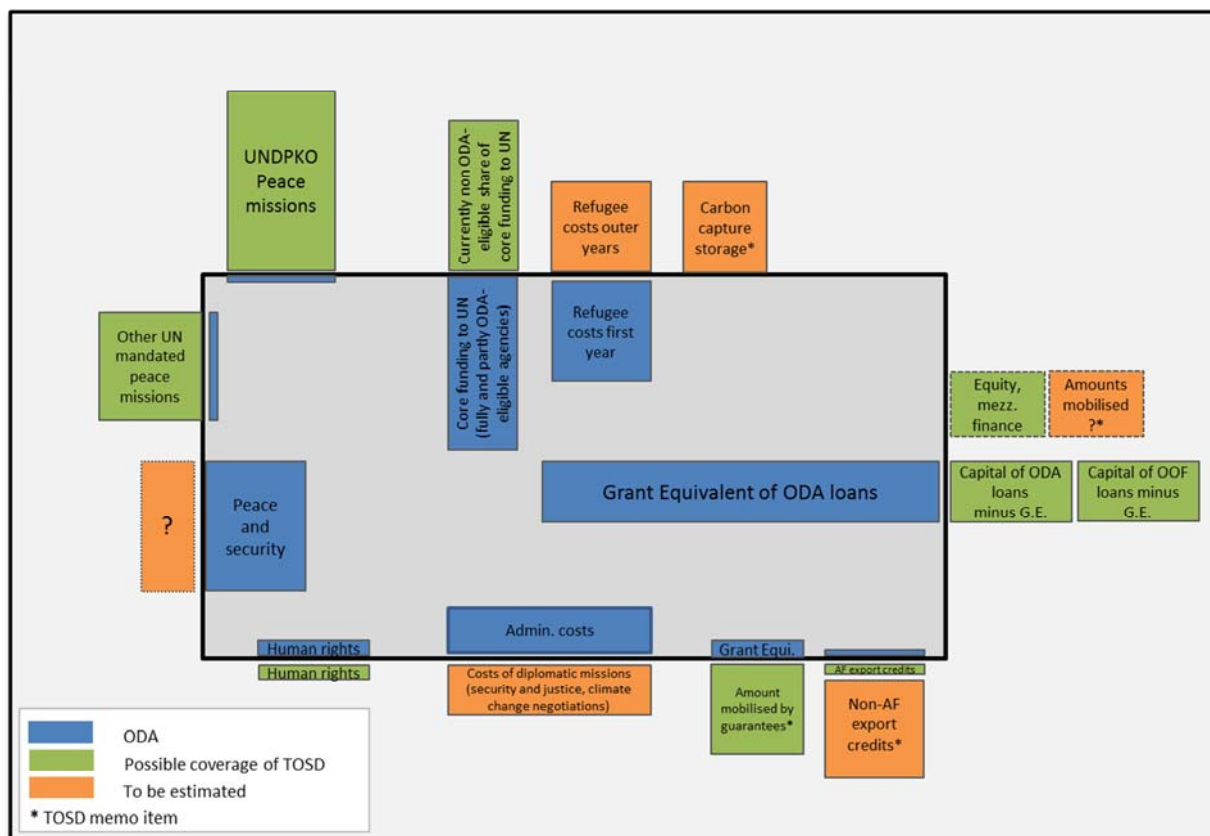 UNDPKO
Peace
missions
Currently non ODA-
eligible share of
core funding to UN
Refugee
costs outer
years
Carbon
capture
storage*
Other UN
mandated
peace
missions
Core funding to UN
(fully and partly ODA-
eligible agencies)
Refugee
costs first
year
Equity,
mezz.
finance
Amounts
mobilised
?*
?
Peace
and
security
Grant Equivalent of ODA loans
Capital of ODA
loans
minus G.E.
Capital of OOF
loans minus
G.E.
Human rights
Human rights
Admin. costs
Costs of diplomatic missions
(security and justice, climate
change negotiations)
Grant Equi.
Amount
mobilised by
guarantees*
AF export credits
Non-AF
export
credits*
ODA
Possible coverage of TOSD
To be estimated
* TOSD memo item